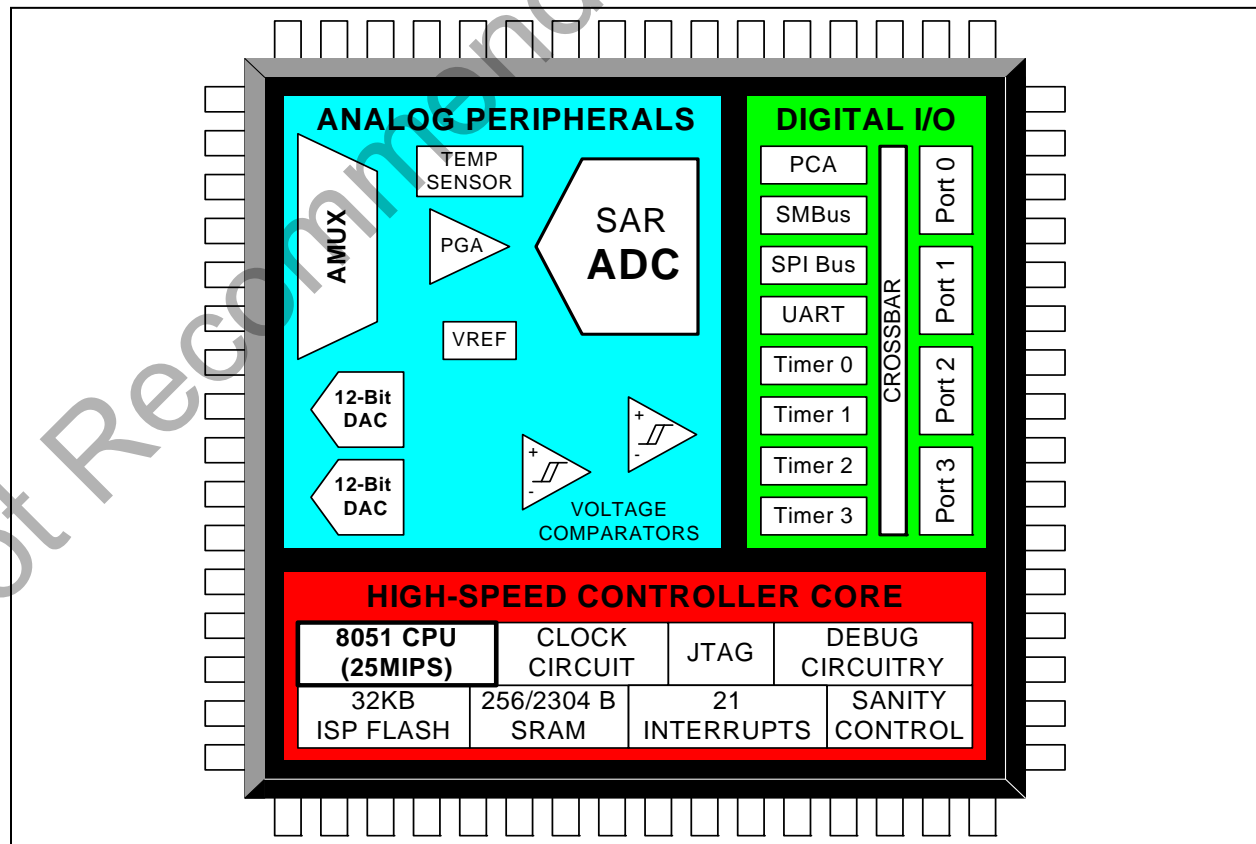 ot Recommend
ANALOG PERIPHERALS
TEMP
SENSOR
AMUX
PGA
SAR
ADC
VREF
12-Bit
DAC
12-Bit
DAC
+
-
+
-
VOLTAGE
COMPARATORS
DIGITAL I/O
PCA
SMBus
SPI Bus
UART
Timer 0
Timer 1
Timer 2
Timer 3
CROSSBAR
Port 0
Port 1
Port 2
Port 3
HIGH-SPEED CONTROLLER CORE
8051 CPU
(25MIPS)
CLOCK
CIRCUIT
JTAG
DEBUG
CIRCUITRY
32KB
ISP FLASH
256/2304 B
SRAM
21
INTERRUPTS
SANITY
CONTROL